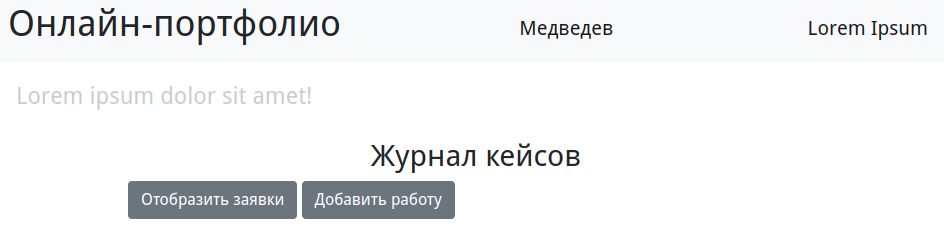 Онлайн-портфолио Медведев Lorem Ipsum
Lorem ipsum dolor sit amet!
Журнал кейсов
Отобразить заявки Добавить работу